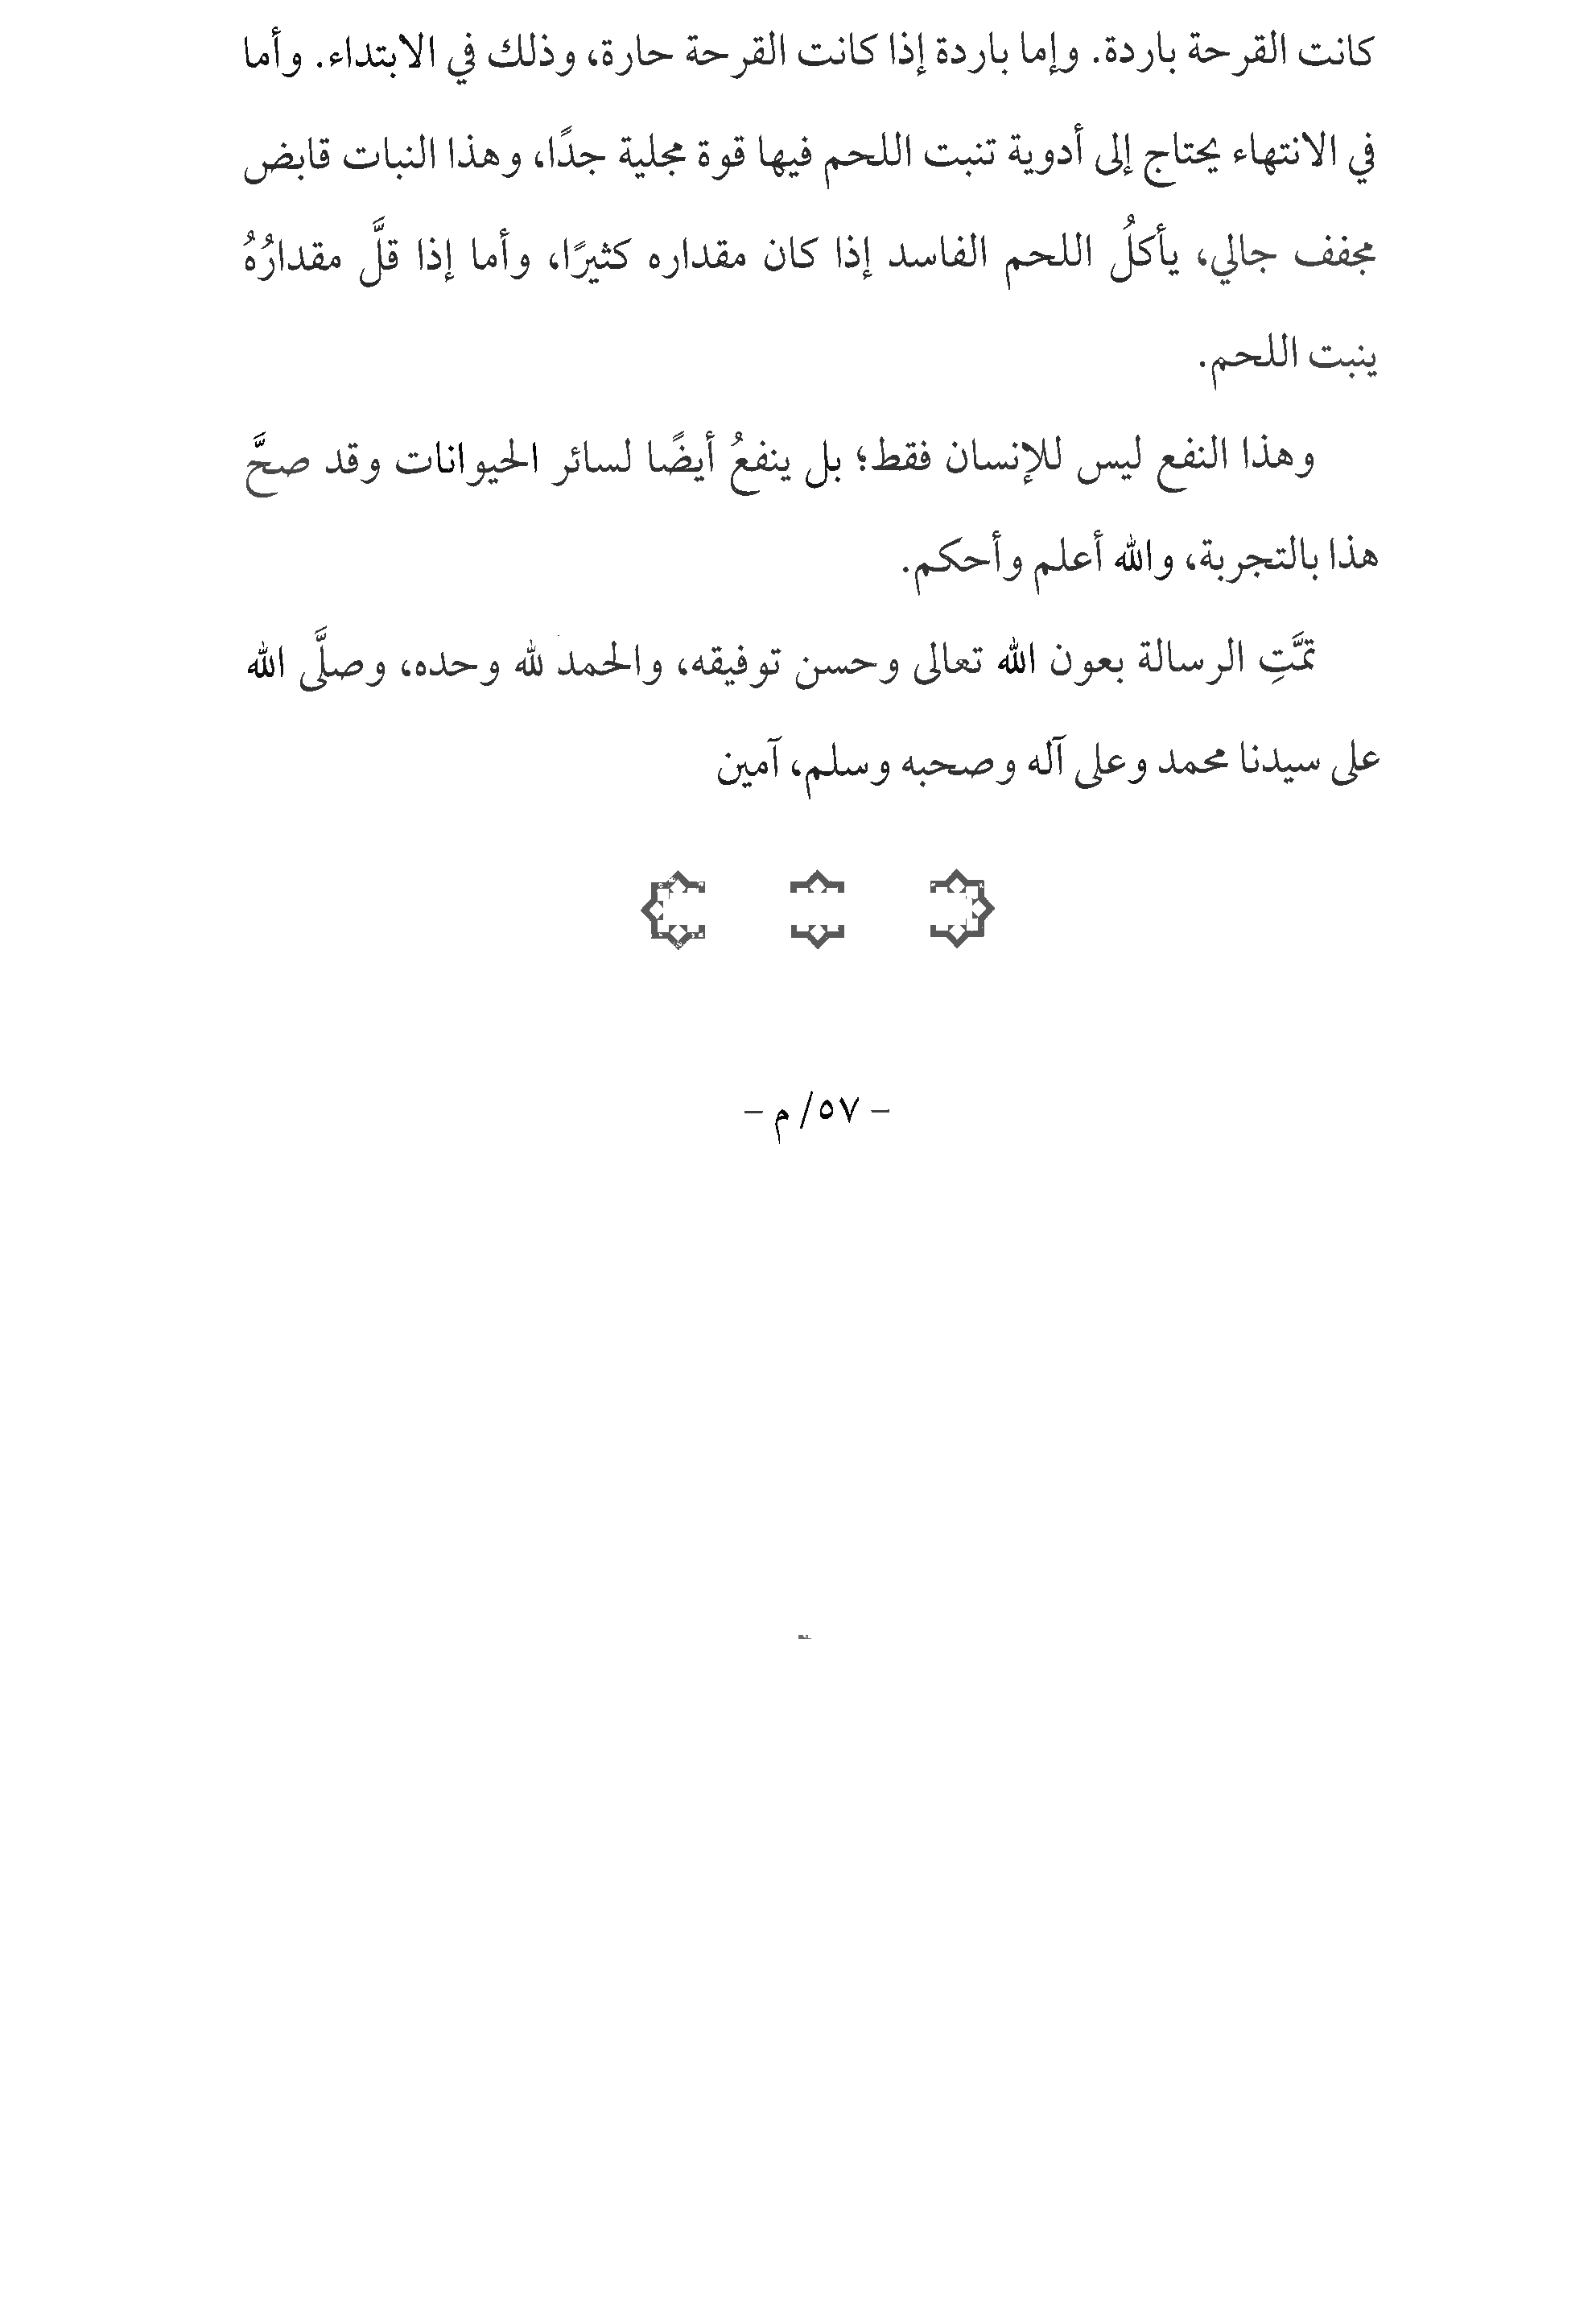 كانت القرحة باردة. وإما باردة إذا كانت القرحة حارة، وذلك في الابتداء. وأما
في الانتهاء يحتاج إلى أدوية تنبت اللحم فيها قوة مجلية جدًا، وهذا النبات قابض
مجفف جالي، يأكلُ اللحم الفاسد إذا كان مقداره كثيرًا، وأما إذا قلَّ مقدارُهُ
ينبت اللحم.
وهذا النفع ليس للإنسان فقط؛ بل ينفعُ أيضًا لسائر الحيوانات وقد صحَّ
هذا بالتجربة، والله أعلم وأحكم.
تمَّتِ الرسالة بعون الله تعالى وحسن توفيقه، والحمد لله وحده، وصلَّى الله
على سيدنا محمد وعلى آله وصحبه وسلم، آمين
- ٥٧/ م -